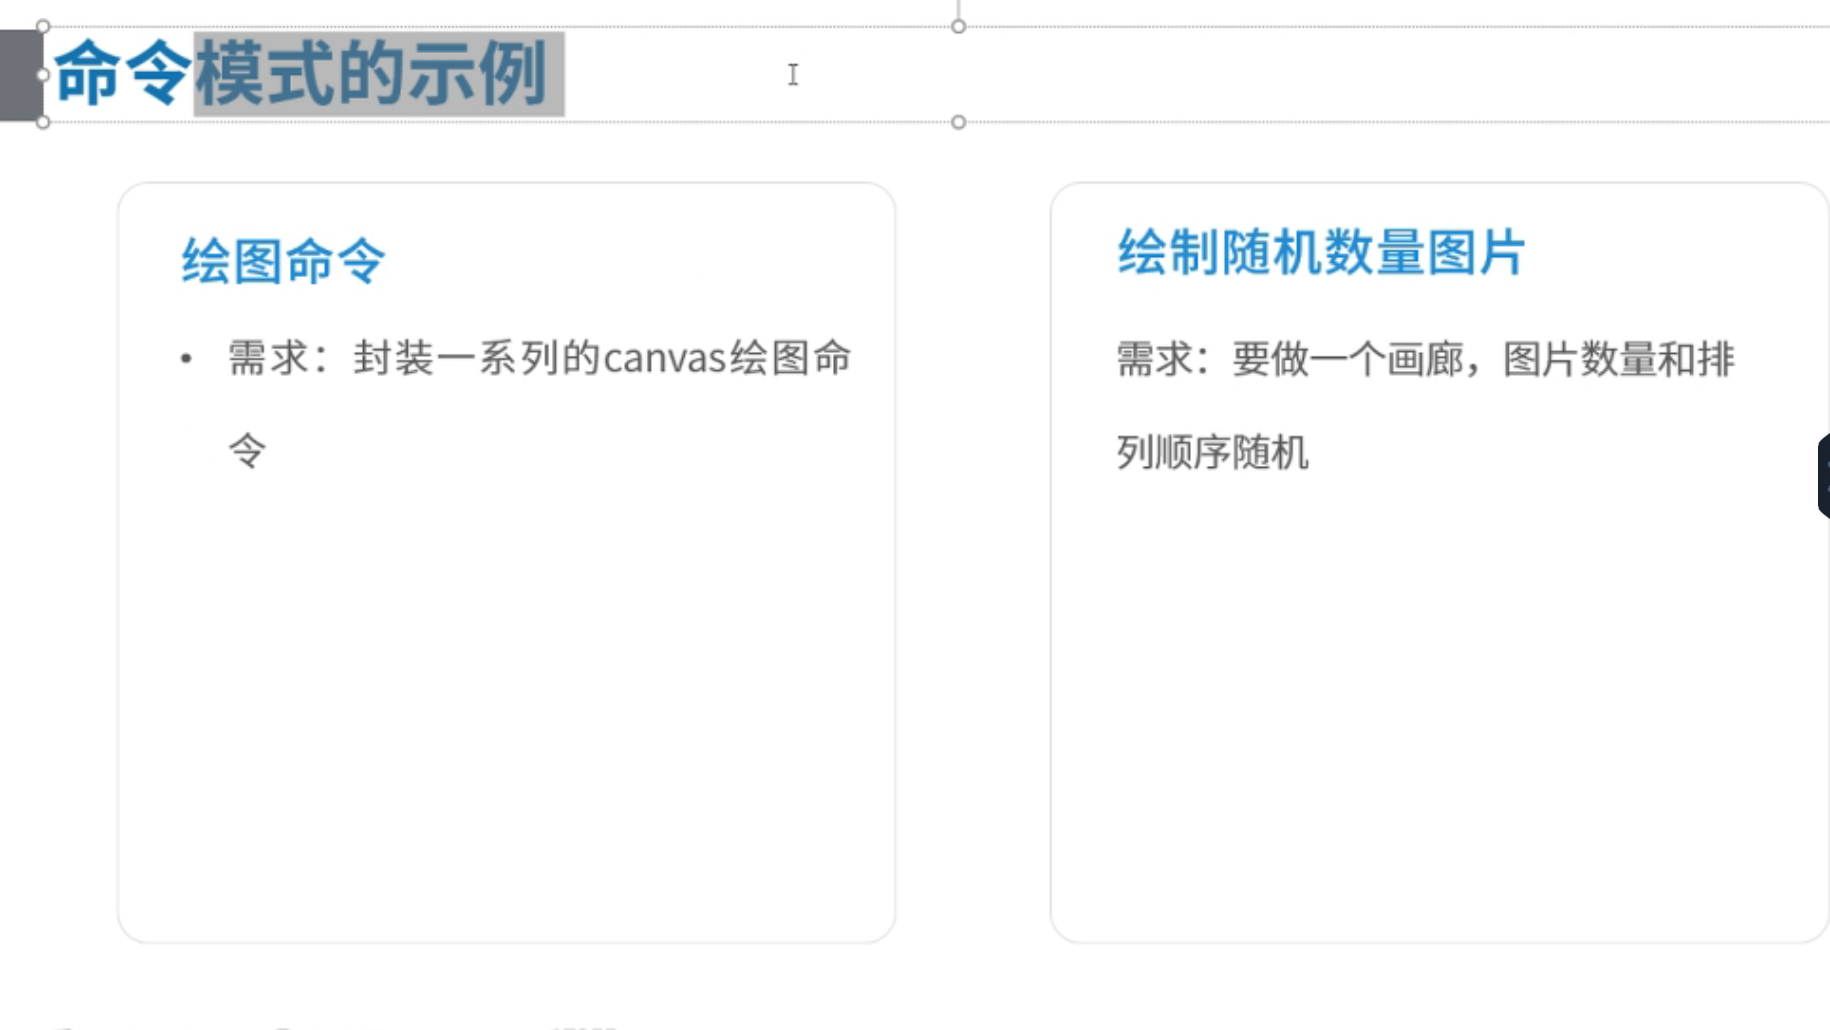 命令模式的示例
绘图命令
• 需求：封装一系列的canvas绘图命
令
绘制随机数量图片
需求：要做一个画廊，图片数量和排
列顺序随机